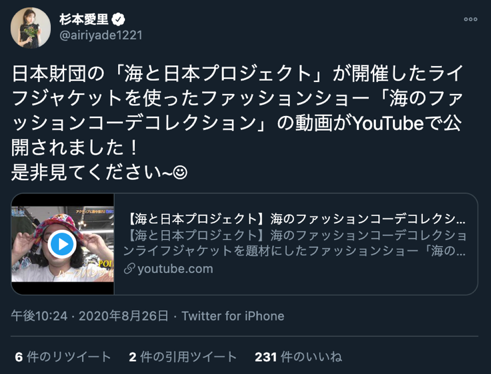 杉本愛里
@airiyade1221
日本財団の「海と日本プロジェクト」が開催したライ
フジャケットを使ったファッションショー「海のファ
ッションコーデコレクション」の動画がYouTubeで公
開されました！
是非見てください~☺
【海と日本プロジェクト】海のファッションコーデコレクシ...
【海と日本プロジェクト】海のファッションコーデコレクショ
ンライフジャケットを題材にしたファッションショー「海の...
youtube.com
午後10:24 · 2020年8月26日 · Twitter for iPhone
6 件のリツイート 2 件の引用ツイート 231 件のいいね